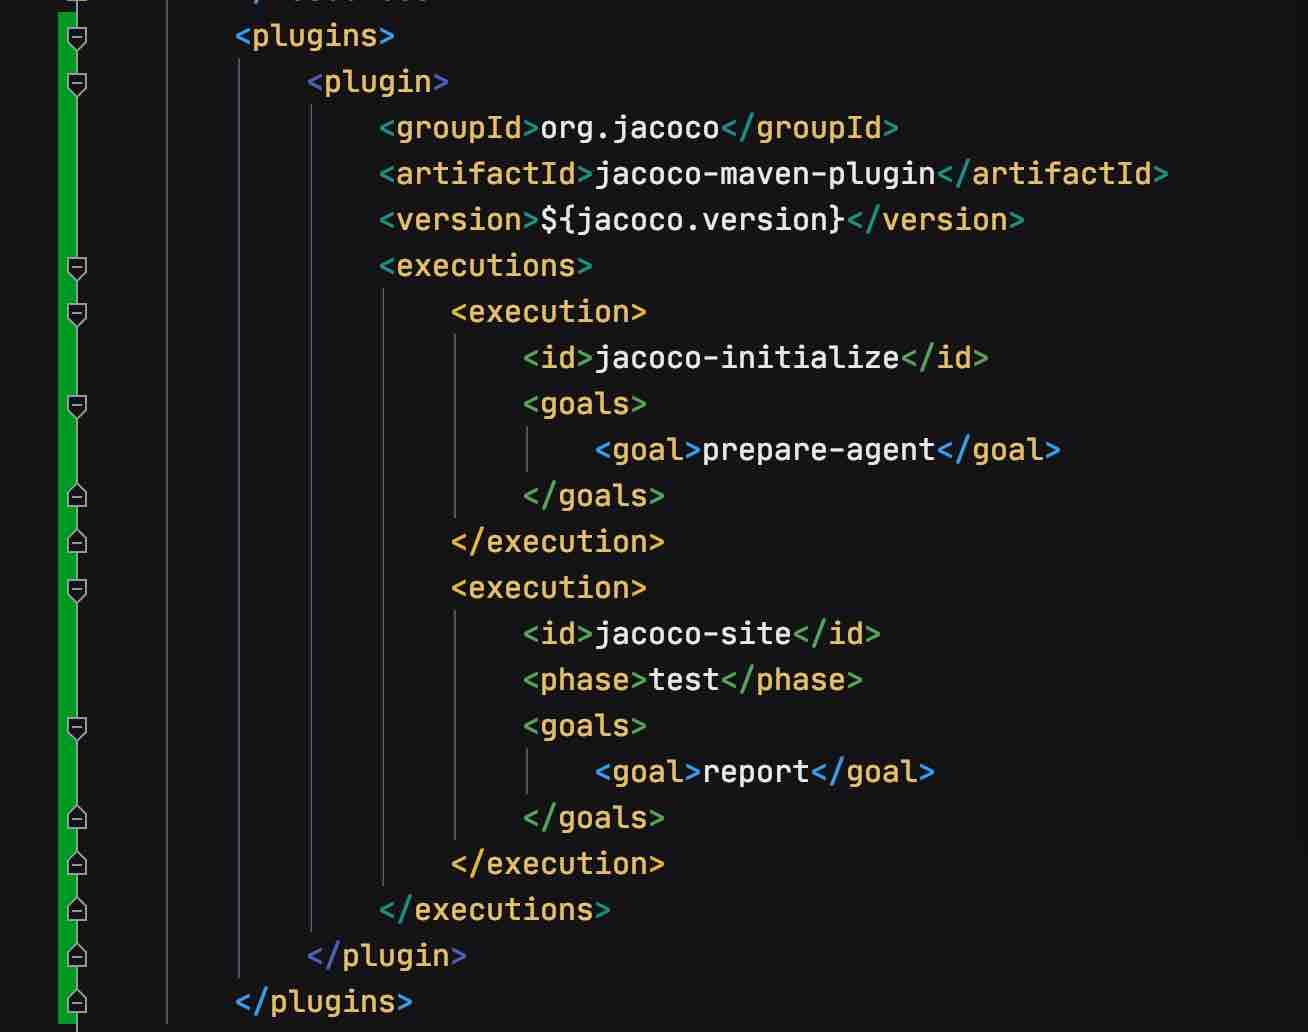 <plugins>
<plugin>
<groupId>org.jacoco</groupId>
<artifactId>jacoco-maven-plugin</artifactId>
<version>${jacoco.version}</version>
<executions>
<execution>
<id>jacoco-initialize</id>
<goals>
<goal>prepare-agent</goal>
</goals>
</execution>
<execution>
<id>jacoco-site</id>
<phase>test</phase>
<goals>
<goal>report</goal>
</goals>
</execution>
</executions>
</plugin>
</plugins>